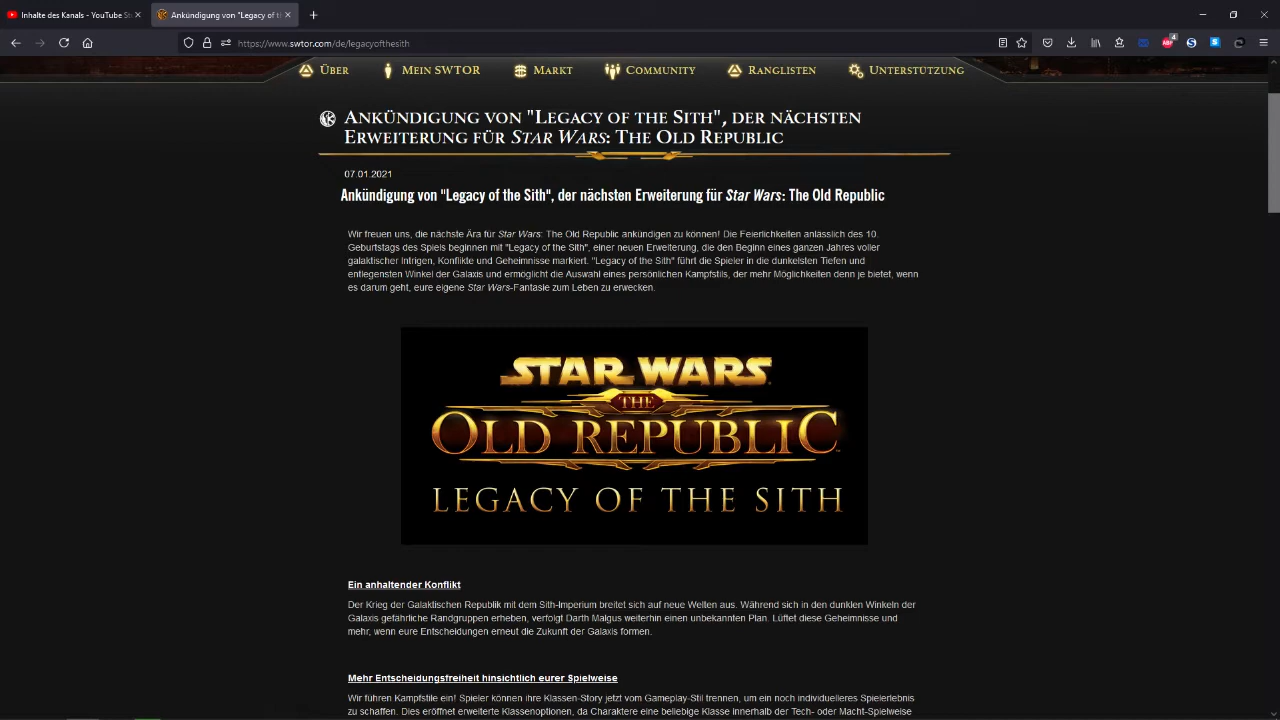 Inhalte des Kanals - YouTube St
Ankündigung von "Legacy of th
https://www.swtor.com/de/legacyofthesith
4
ABP
S
ÜBER
MEIN SWTOR
MARKT
COMMUNITY
RANGLISTEN
UNTERSTÜTZUNG
ANKÜNDIGUNG VON "LEGACY OF THE SITH", DER NÄCHSTEN
ERWEITERUNG FÜR STAR WARS: THE OLD REPUBLIC
07.01.2021
Ankündigung von "Legacy of the Sith", der nächsten Erweiterung für Star Wars: The Old Republic
Wir freuen uns, die nächste Ära für Star Wars: The Old Republic ankündigen zu können! Die Feierlichkeiten anlässlich des 10.
Geburtstags des Spiels beginnen mit "Legacy of the Sith", einer neuen Erweiterung, die den Beginn eines ganzen Jahres voller
galaktischer Intrigen, Konflikte und Geheimnisse markiert. "Legacy of the Sith" führt die Spieler in die dunkelsten Tiefen und
entlegensten Winkel der Galaxis und ermöglicht die Auswahl eines persönlichen Kampfstils, der mehr Möglichkeiten denn je bietet, wenn
es darum geht, eure eigene Star Wars-Fantasie zum Leben zu erwecken.
STAR WARS
THE
OLD REPUBLIC™
LEGACY OF THE SITH
Ein anhaltender Konflikt
Der Krieg der Galaktischen Republik mit dem Sith-Imperium breitet sich auf neue Welten aus. Während sich in den dunklen Winkeln der
Galaxis gefährliche Randgruppen erheben, verfolgt Darth Malgus weiterhin einen unbekannten Plan. Lüftet diese Geheimnisse und
mehr, wenn eure Entscheidungen erneut die Zukunft der Galaxis formen.
Mehr Entscheidungsfreiheit hinsichtlich eurer Spielweise
Wir führen Kampfstile ein! Spieler können ihre Klassen-Story jetzt vom Gameplay-Stil trennen, um ein noch individuelleres Spielerlebnis
zu schaffen. Dies eröffnet erweiterte Klassenoptionen, da Charaktere eine beliebige Klasse innerhalb der Tech- oder Macht-Spielweise